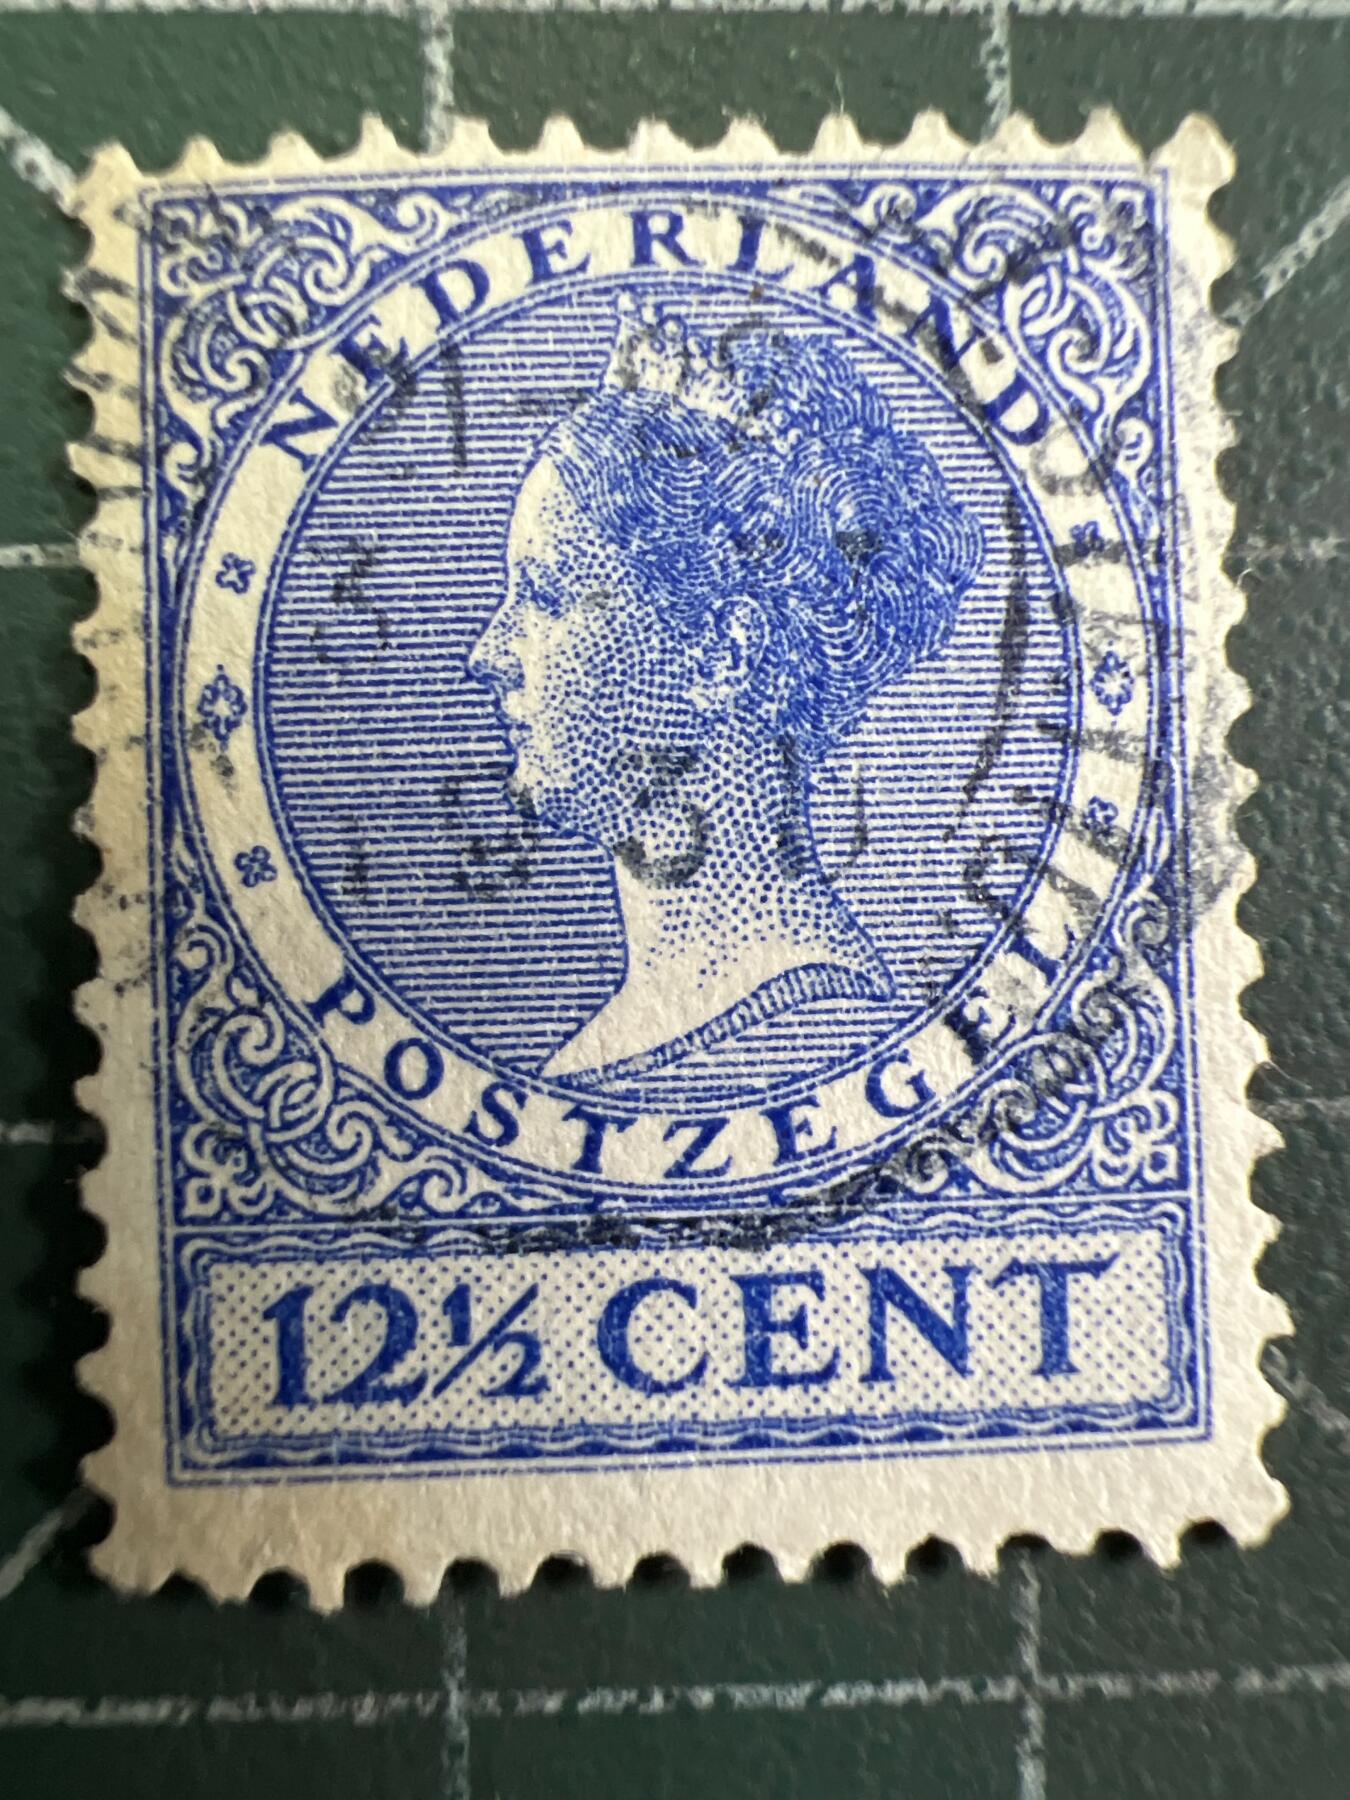 NEDERLAND
POSTZEGEL
12½ CENT